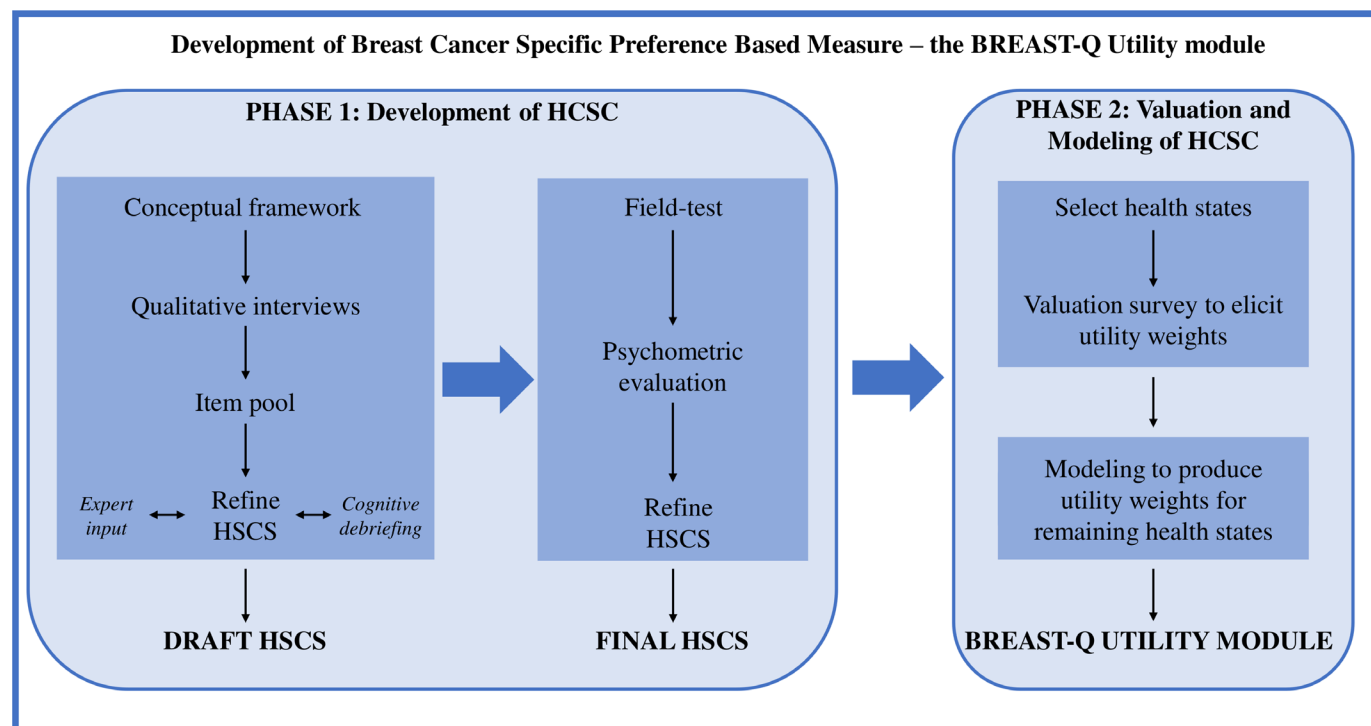 Development of Breast Cancer Specific Preference Based Measure – the BREAST-Q Utility module
PHASE 1: Development of HCSC
Conceptual framework
Qualitative interviews
Item pool
Expert
input
Refine
HSCS
Cognitive
debriefing
DRAFT HSCS
Field-test
Psychometric
evaluation
Refine
HSCS
FINAL HSCS
PHASE 2: Valuation and
Modeling of HCSC
Select health states
Valuation survey to elicit
utility weights
Modeling to produce
utility weights for
remaining health states
BREAST-Q UTILITY MODULE